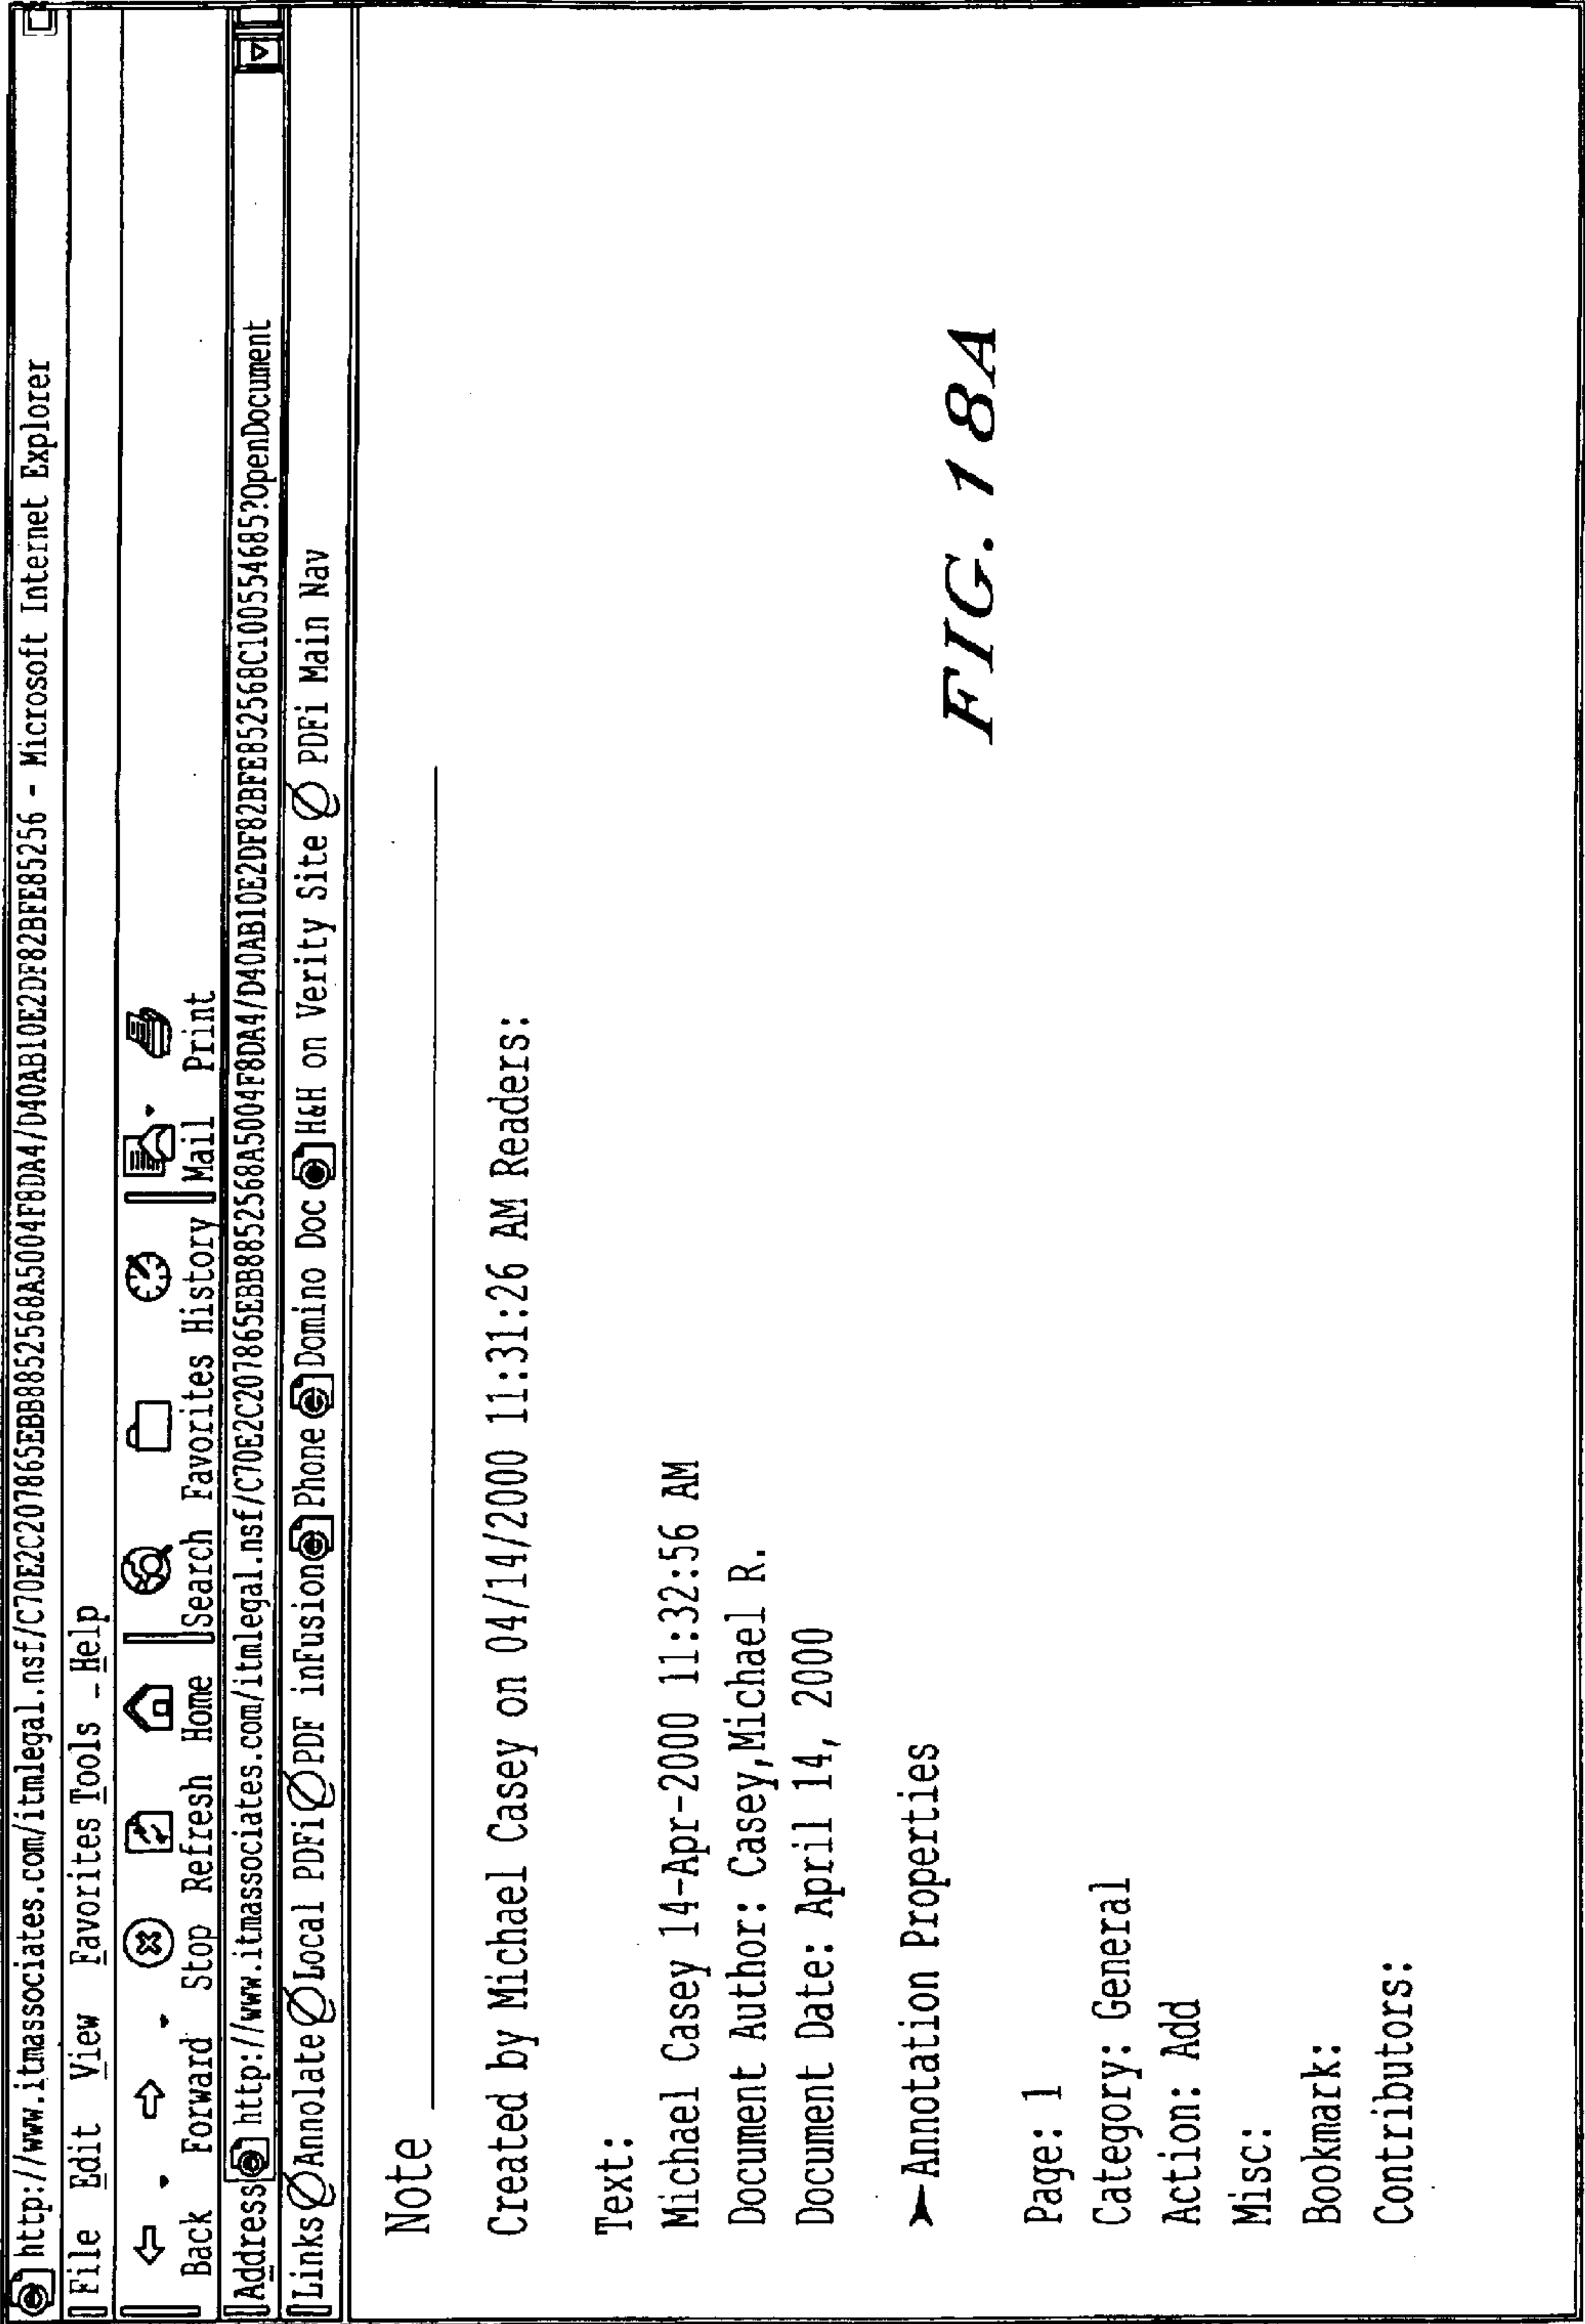 http://www.itmassociates.com/itmlegal.nsf/C70E2C207865EBB8852568A5004F8DA4/D40AB10E2DF82BFE85256 - Microsoft Internet Explorer
File Edit View Favorites Tools Help
Back Forward Stop Refresh Home Search Favorites History Mail Print
Address http://www.itmassociates.com/itmlegal.nsf/C70E2C207865EBB8852568A5004F8DA4/D40AB10E2DF82BFE852568C100554685?OpenDocument
Links Annolate Local PDFi PDF inFusion Phone Domino Doc H&H on Verity Site PDFi Main Nav
Note
Created by Michael Casey on 04/14/2000 11:31:26 AM Readers:
Text:
Michael Casey 14-Apr-2000 11:32:56 AM
Document Author: Casey,Michael R.
Document Date: April 14, 2000
➤Annotation Properties
Page: 1
Category: General
Action: Add
Misc:
Bookmark:
Contributors:
FIG. 18A